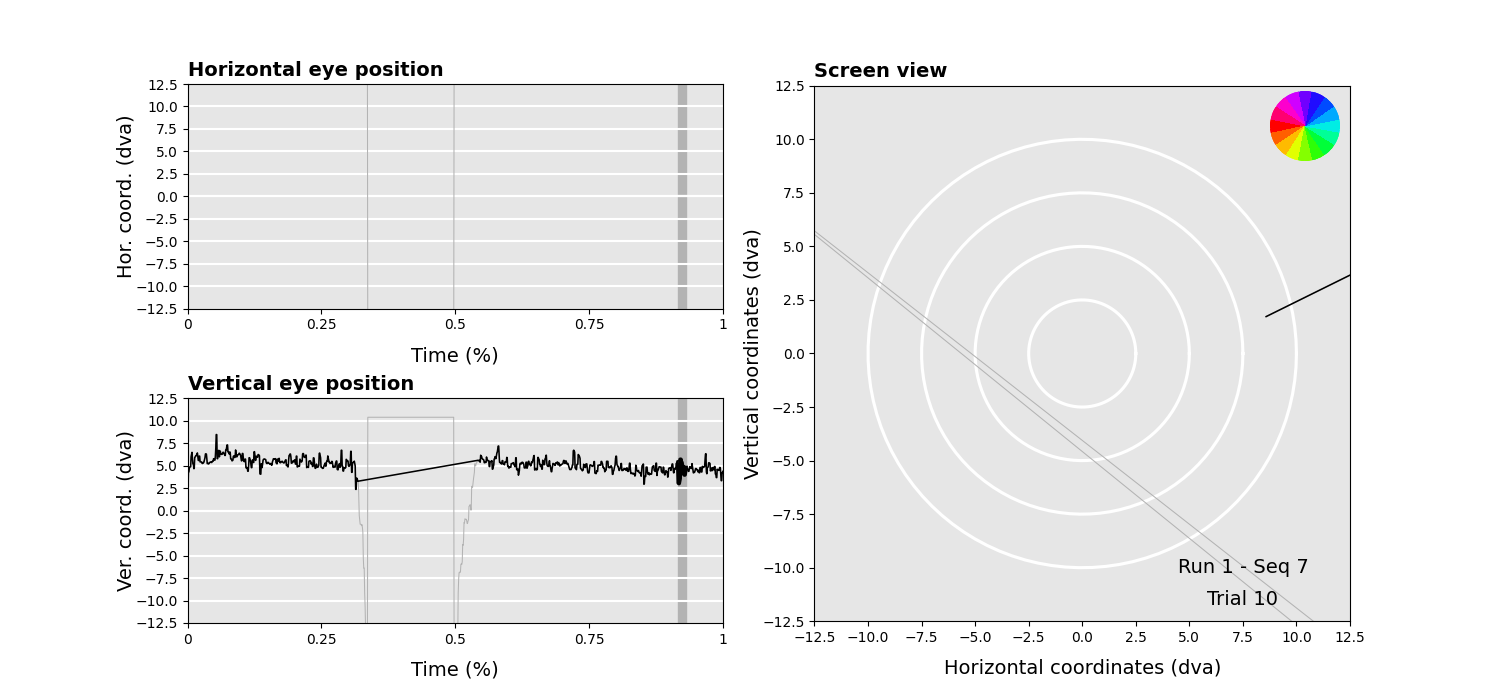 Horizontal eye position
12.5
10.0
7.5
5.0
2.5
0.0
−2.5
−5.0
−7.5
−10.0
−12.5
Hor. coord. (dva)
0 0.25 0.5 0.75 1
Time (%)
Vertical eye position
12.5
10.0
7.5
5.0
2.5
0.0
−2.5
−5.0
−7.5
−10.0
−12.5
Ver. coord. (dva)
0 0.25 0.5 0.75 1
Time (%)
Screen view
12.5
10.0
7.5
5.0
2.5
0.0
−2.5
−5.0
−7.5
−10.0
−12.5
Vertical coordinates (dva)
Run 1 - Seq 7
Trial 10
−12.5 −10.0 −7.5 −5.0 −2.5 0.0 2.5 5.0 7.5 10.0 12.5
Horizontal coordinates (dva)